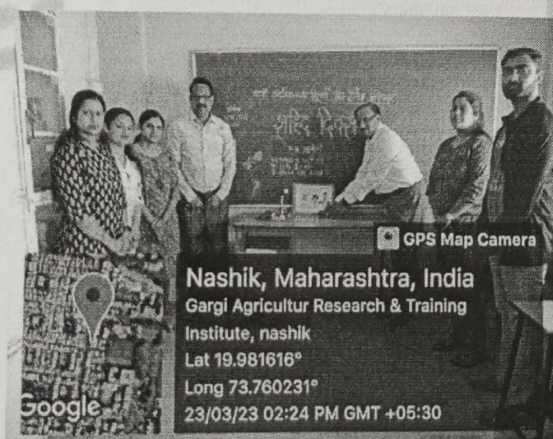 शहिद दिन
GPS Map Camera
Nashik, Maharashtra, India
Gargi Agricultur Research & Training
Institute, nashik
Lat 19.981616°
Long 73.760231°
23/03/23 02:24 PM GMT +05:30
Google